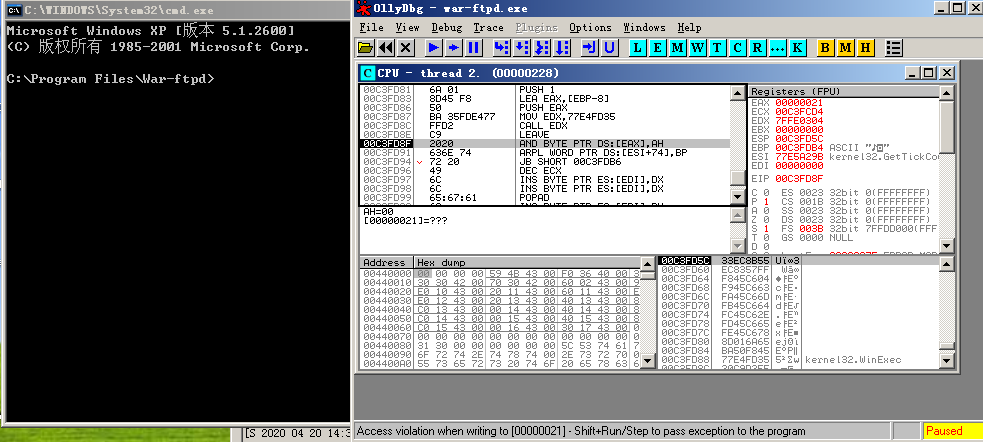 C:\WINDOWS\System32\cmd.exe
Microsoft Windows XP [版本 5.1.2600]
(C) 版权所有 1985-2001 Microsoft Corp.
C:\Program Files\War-ftpd>
OllyDbg - war-ftpd.exe
File View Debug Trace Plugins Options Windows Help
L E M W T C R ... K B M H
C CPU - thread 2. (00000228)
00C3FD81 6A 01 PUSH 1
00C3FD83 8D45 F8 LEA EAX,[EBP-8]
00C3FD86 50 PUSH EAX
00C3FD87 BA 35FDE477 MOV EDX,77E4FD35
00C3FD8C FFD2 CALL EDX
00C3FD8E C9 LEAVE
00C3FD8F 2020 AND BYTE PTR DS:[EAX],AH
00C3FD91 636E 74 ARPL WORD PTR DS:[ESI+74],BP
00C3FD94 72 20 JB SHORT 00C3FDB6
00C3FD96 49 DEC ECX
00C3FD97 6C INS BYTE PTR ES:[EDI],DX
00C3FD98 6C INS BYTE PTR ES:[EDI],DX
00C3FD99 65:67:61 POPAD
AH=00
[00000021]=???
Registers (FPU)
EAX 00000021
ECX 00C3FCD4
EDX 7FFE0304
EBX 00000000
ESP 00C3FD5C
EBP 00C3FDB4 ASCII
ESI 77E5A29B kernel32.GetTickCo
EDI 00000000
EIP 00C3FD8F
C 0 ES 0023 32bit 0(FFFFFFFF)
P 1 CS 001B 32bit 0(FFFFFFFF)
A 0 SS 0023 32bit 0(FFFFFFFF)
Z 0 DS 0023 32bit 0(FFFFFFFF)
S 1 FS 003B 32bit 7FFDD000(FFF
T 0 GS 0000 NULL
D 0
Address Hex dump
00440000 00 00 00 00 59 4B 43 00 F0 36 40 00
00440010 30 30 42 00 70 30 42 00 60 02 43 00
00440020 E0 10 43 00 20 11 43 00 60 11 43 00
00440030 E0 12 43 00 20 13 43 00 40 13 43 00
00440040 C0 13 43 00 00 14 43 00 40 14 43 00
00440050 C0 14 43 00 00 15 43 00 40 15 43 00
00440060 C0 15 43 00 00 16 43 00 30 17 43 00
00440070 00 00 00 00 00 00 00 00 00 00 00 00
00440080 31 30 00 00 00 00 00 00 5C 53 74 61
00440090 6F 72 74 2E 74 78 74 00 2E 73 72 70
004400A0 55 73 65 72 73 20 74 6F 20 65 78 63
00C3FD5C 33EC8B55
00C3FD60 EC8357FF
00C3FD64 F845C604
00C3FD68 F945C663
00C3FD6C FA45C66D
00C3FD70 FB45C664
00C3FD74 FC45C62E
00C3FD78 FD45C665
00C3FD7C FE45C678
00C3FD80 8D016A65
00C3FD84 BA50F845
00C3FD88 77E4FD35 kernel32.WinExec
[S 2020 04 20 14:3
Access violation when writing to [00000021] - Shift+Run/Step to pass exception to the program
Paused